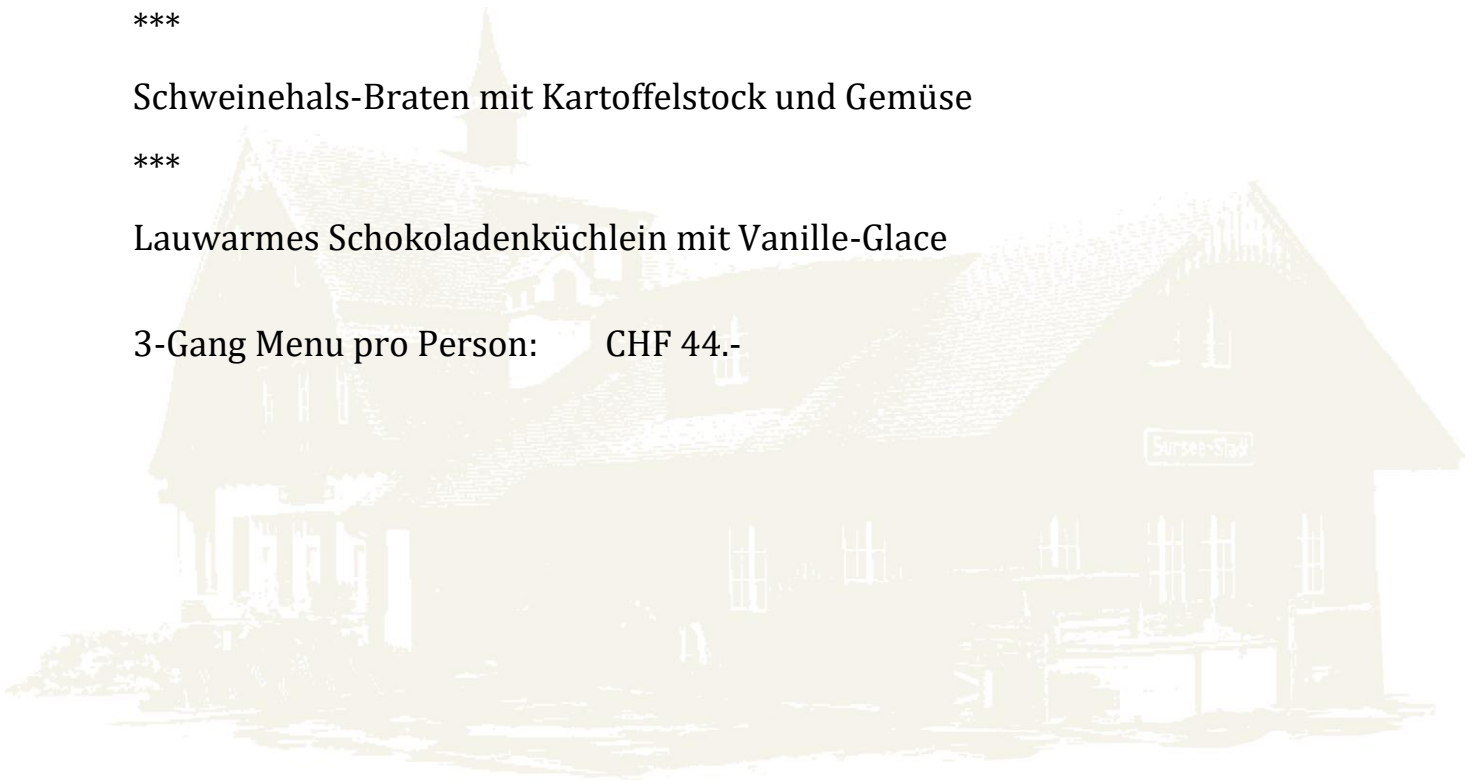 ***
Schweinehals-Braten mit Kartoffelstock und Gemüse
***
Lauwarmes Schokoladenküchlein mit Vanille-Glace
3-Gang Menu pro Person: CHF 44.-
Sursee-Stadt